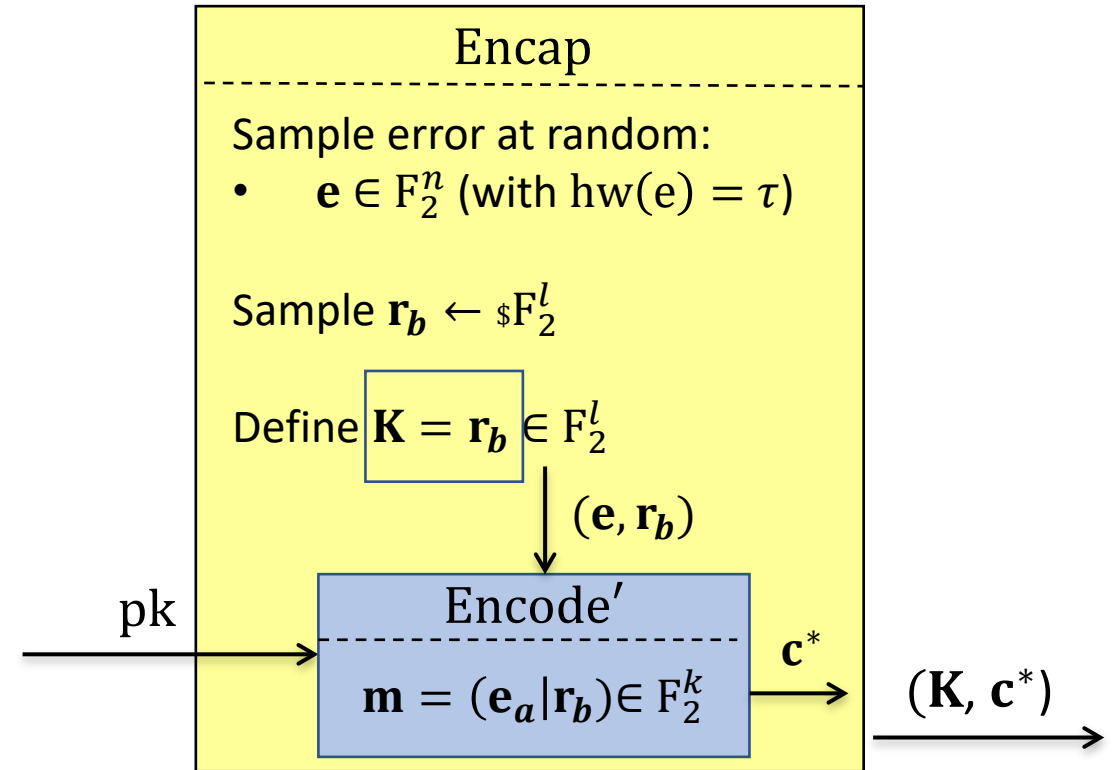 Encap
Sample error at random:
• 𝐞 ∈ F₂ⁿ (with hw(e) = τ)
Sample 𝐫_𝒃 ← $F₂ˡ
Define 𝐊 = 𝐫_𝒃 ∈ F₂ˡ
(𝐞, 𝐫_𝒃)
pk
Encode′
𝐜*
𝐦 = (𝐞_𝒂|𝐫_𝒃)∈ F₂ᵏ
(𝐊, 𝐜*)